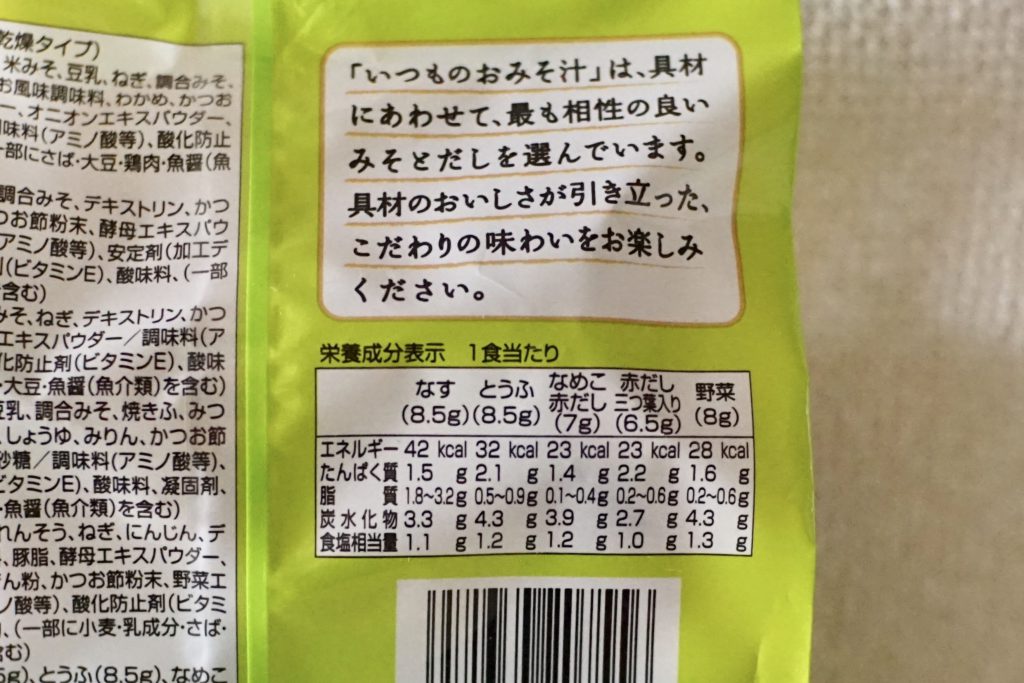 乾燥タイプ)
米みそ、豆乳、ねぎ、調合みそ、
お風味調味料、わかめ、かつお
ー、オニオンエキスパウダー、
味料(アミノ酸等)、酸化防止
一部にさば・大豆・鶏肉・魚醤(魚
調合みそ、デキストリン、かつ
つお節粉末、酵母エキスパウ
アミノ酸等)、安定剤(加工デ
(ビタミンE)、酸味料、(一部
含む)
みそ、ねぎ、デキストリン、かつ
エキスパウダー/調味料(ア
化防止剤(ビタミンE)、酸味
・大豆・魚醤(魚介類)を含む)
豆乳、調合みそ、焼きふ、みつ
、しょうゆ、みりん、かつお節
砂糖/調味料(アミノ酸等)、
ビタミンE)、酸味料、凝固剤、
・魚醤(魚介類)を含む)
れんそう、ねぎ、にんじん、デ
、豚脂、酵母エキスパウダー、
ん粉、かつお節粉末、野菜エ
ノ酸等)、酸化防止剤(ビタミ
、(一部に小麦・乳成分・さば・
含む)
5g)、とうふ(8.5g)、なめこ
「いつものおみそ汁」は、具材
にあわせて、最も相性の良い
みそとだしを選んでいます。
具材のおいしさが引き立った、
こだわりの味わいをお楽しみ
ください。
栄養成分表示 1食当たり
なす (8.5g) とうふ (8.5g) なめこ赤だし (7g) 赤だし三つ葉入り (6.5g) 野菜 (8g)
エネルギー 42 kcal 32 kcal 23 kcal 23 kcal 28 kcal
たんぱく質 1.5 g 2.1 g 1.4 g 2.2 g 1.6 g
脂質 1.8~3.2g 0.5~0.9g 0.1~0.4g 0.2~0.6g 0.2~0.6g
炭水化物 3.3 g 4.3 g 3.9 g 2.7 g 4.3 g
食塩相当量 1.1 g 1.2 g 1.2 g 1.0 g 1.3 g